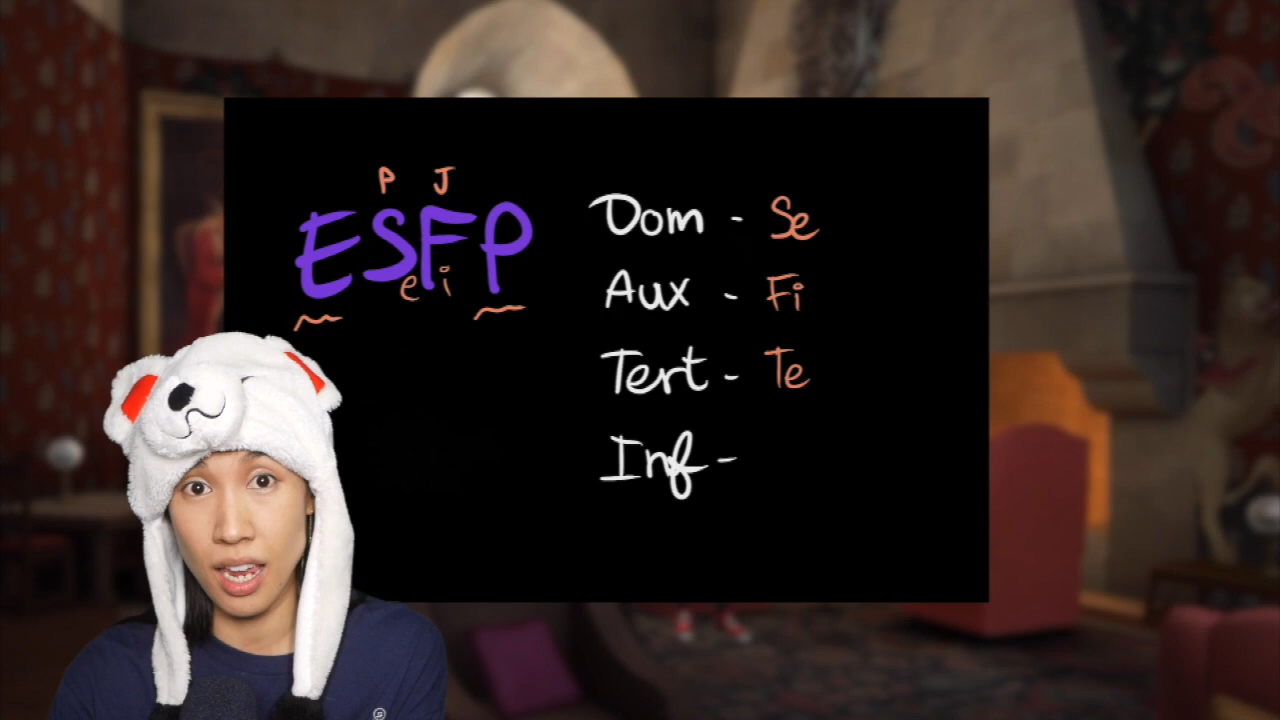 P J
ESFP
e i
Dom - Se
Aux - Fi
Tert - Te
Inf -